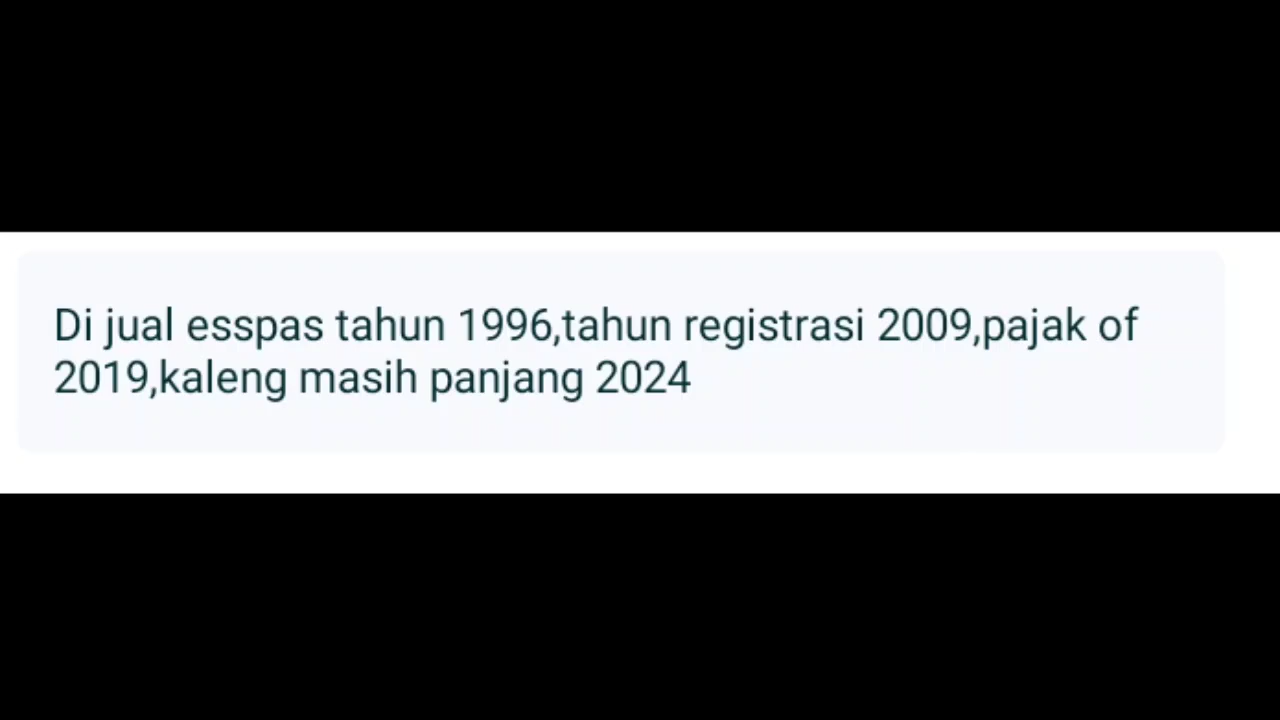 Di jual esspas tahun 1996,tahun registrasi 2009,pajak of
2019,kaleng masih panjang 2024